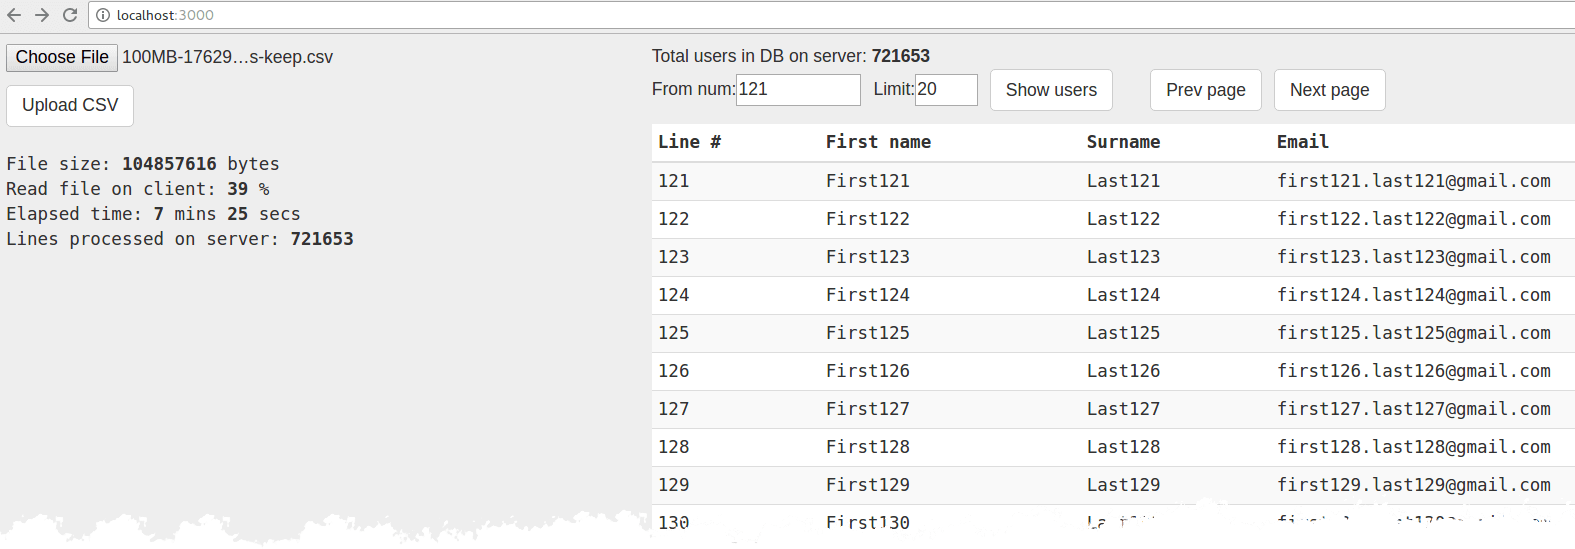 localhost:3000
Choose File 100MB-17629...s-keep.csv
Upload CSV
File size: 104857616 bytes
Read file on client: 39 %
Elapsed time: 7 mins 25 secs
Lines processed on server: 721653
Total users in DB on server: 721653
From num: 121 Limit: 20 Show users Prev page Next page
Line # First name Surname Email
121 First121 Last121 first121.last121@gmail.com
122 First122 Last122 first122.last122@gmail.com
123 First123 Last123 first123.last123@gmail.com
124 First124 Last124 first124.last124@gmail.com
125 First125 Last125 first125.last125@gmail.com
126 First126 Last126 first126.last126@gmail.com
127 First127 Last127 first127.last127@gmail.com
128 First128 Last128 first128.last128@gmail.com
129 First129 Last129 first129.last129@gmail.com
130 First130